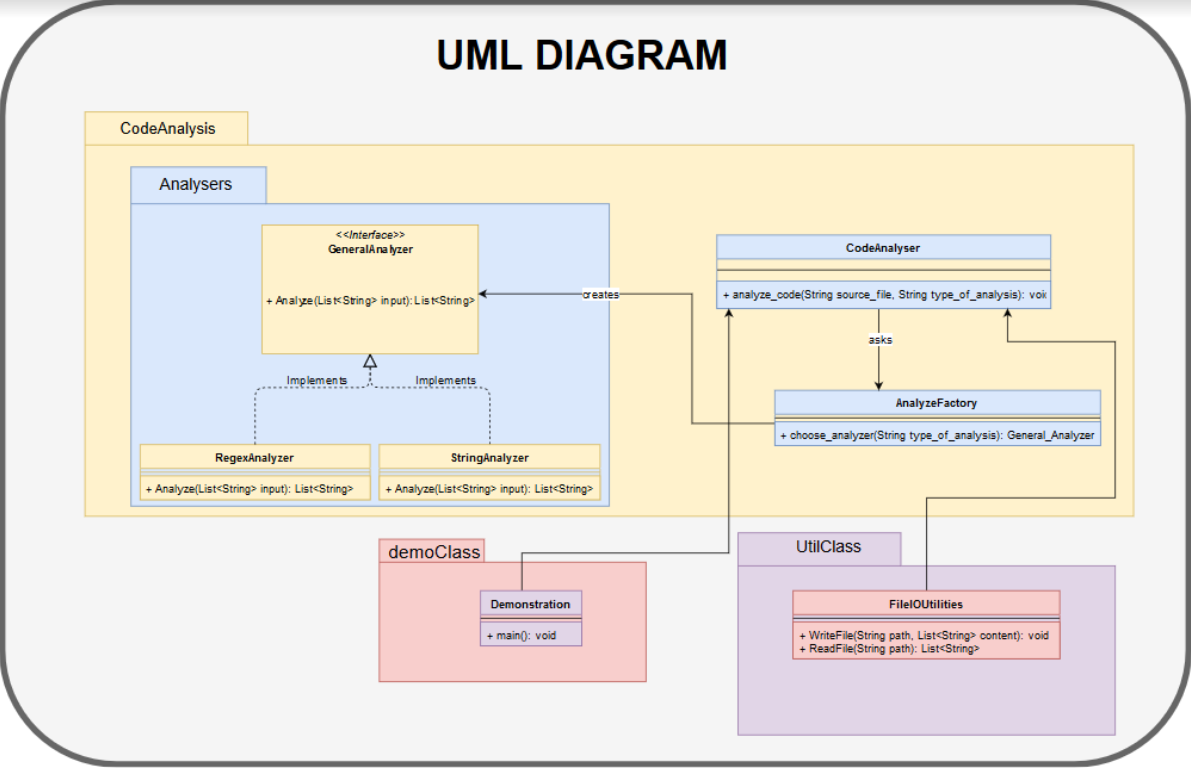 UML DIAGRAM
CodeAnalysis
Analysers
<<Interface>>
GeneralAnalyzer
+ Analyze(List<String> input): List<String>
Implements
Implements
RegexAnalyzer
+ Analyze(List<String> input): List<String>
StringAnalyzer
+ Analyze(List<String> input): List<String>
creates
CodeAnalyser
+ analyze_code(String source_file, String type_of_analysis): voi
asks
AnalyzeFactory
+ choose_analyzer(String type_of_analysis): General_Analyzer
demoClass
Demonstration
+ main(): void
UtilClass
FileIOUtilities
+ WriteFile(String path, List<String> content): void
+ ReadFile(String path): List<String>